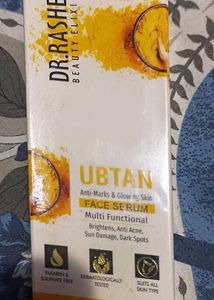 DR.RASHE
BEAUTY ELIXI
UBTAN
Anti-Marks & Glowing Skin
FACE SERUM
Multi Functional
Brightens, Anti Acne,
Sun Damage, Dark Spots
PARABEN &
SULPHATE FREE
DERMATOLOGICALLY
TESTED
SUITS ALL
SKIN TYPE